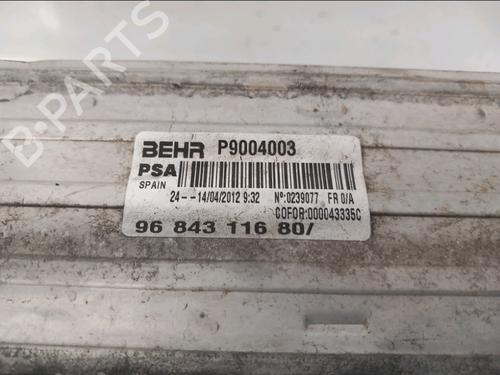 BEHR P9004003
PSA
SPAIN
24--14/04/2012 9:32 Nº:0239077 FR 0/A
COFOR:000043335C
96 843 116 80/
B-PARTS